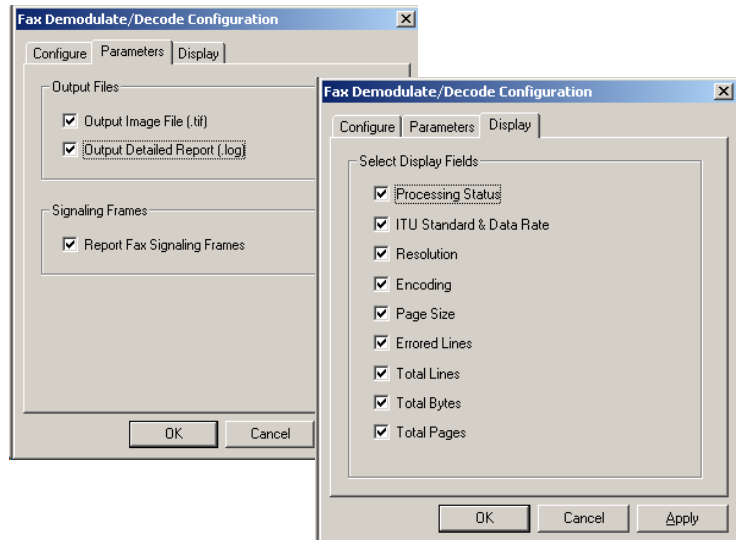 Fax Demodulate/Decode Configuration
Configure Parameters Display
Output Files
Output Image File (.tif)
Output Detailed Report (.log)
Signaling Frames
Report Fax Signaling Frames
OK Cancel
Fax Demodulate/Decode Configuration
Configure Parameters Display
Select Display Fields
Processing Status
ITU Standard & Data Rate
Resolution
Encoding
Page Size
Errored Lines
Total Lines
Total Bytes
Total Pages
OK Cancel Apply